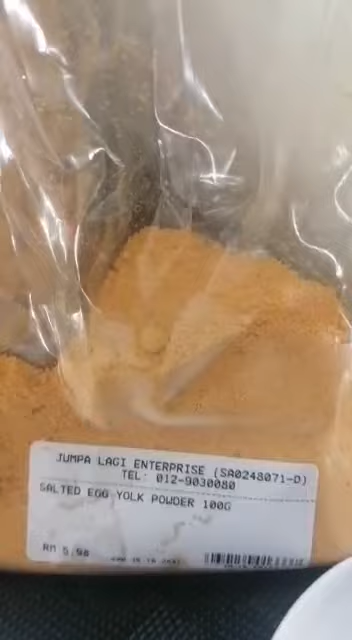 JUMPA LAGI ENTERPRISE (SA0248071-D)
TEL: 012-9030080
SALTED EGG YOLK POWDER 100G
RM 5.90